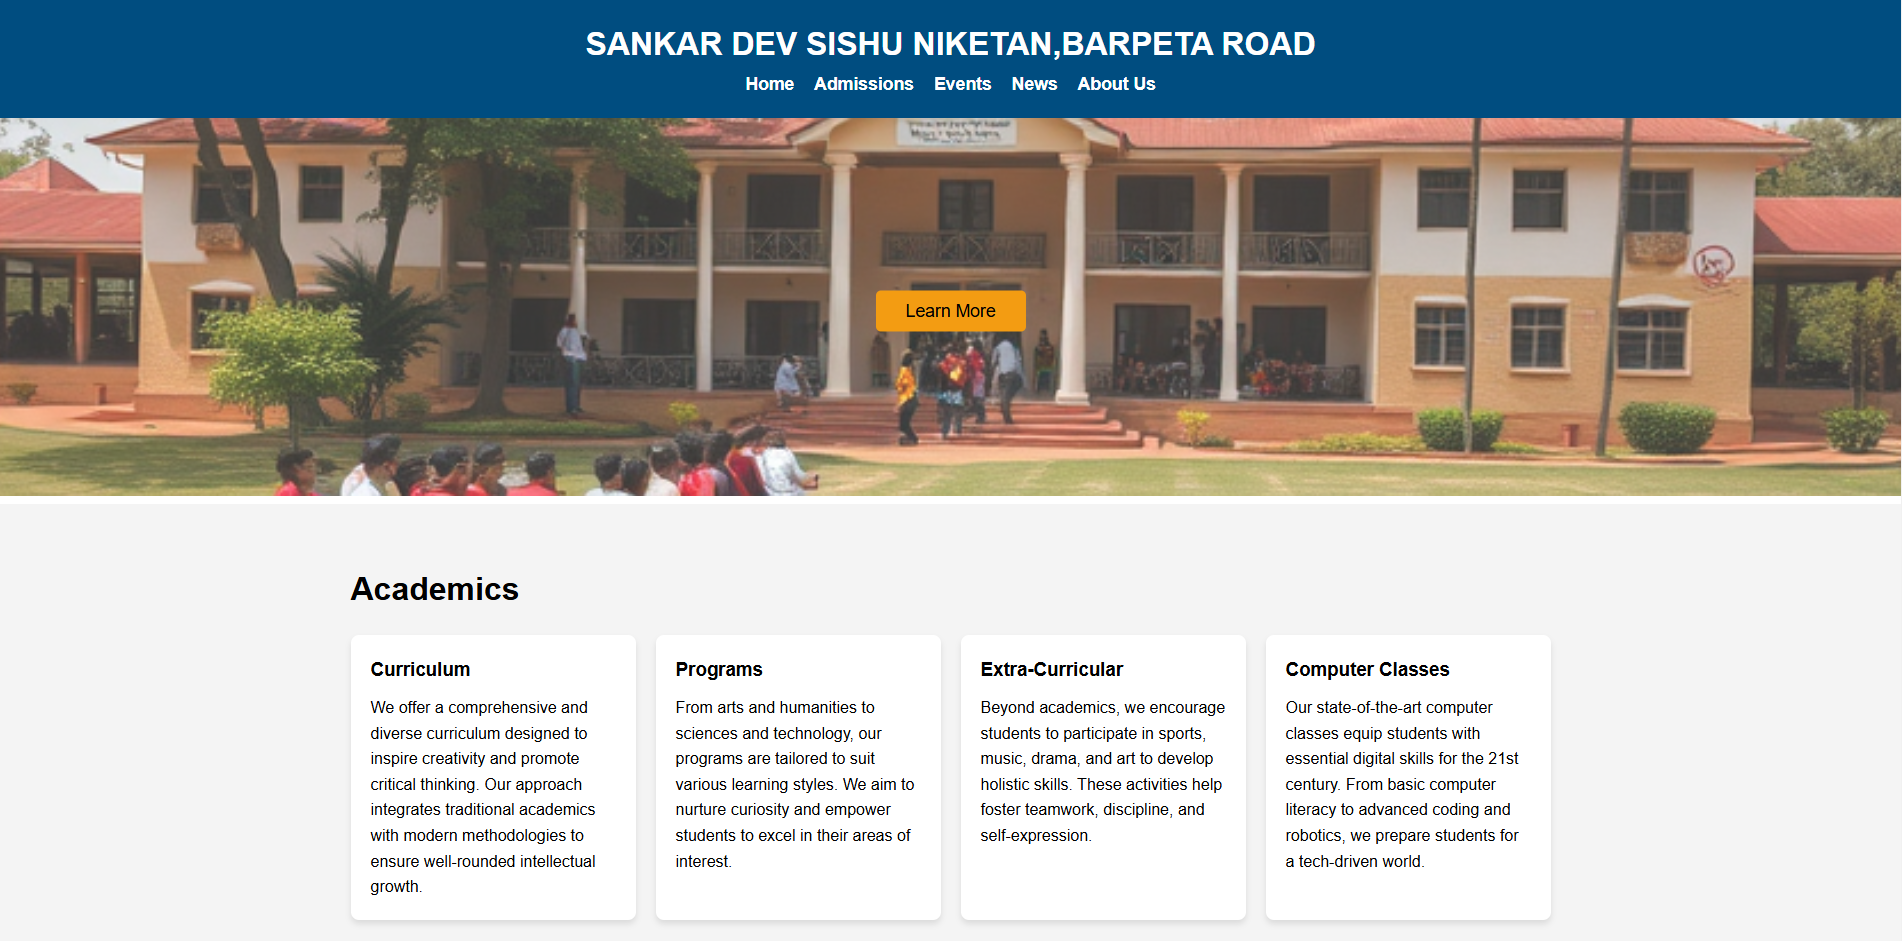 SANKAR DEV SISHU NIKETAN,BARPETA ROAD
Home Admissions Events News About Us
Learn More
Academics
Curriculum
We offer a comprehensive and
diverse curriculum designed to
inspire creativity and promote
critical thinking. Our approach
integrates traditional academics
with modern methodologies to
ensure well-rounded intellectual
growth.
Programs
From arts and humanities to
sciences and technology, our
programs are tailored to suit
various learning styles. We aim to
nurture curiosity and empower
students to excel in their areas of
interest.
Extra-Curricular
Beyond academics, we encourage
students to participate in sports,
music, drama, and art to develop
holistic skills. These activities help
foster teamwork, discipline, and
self-expression.
Computer Classes
Our state-of-the-art computer
classes equip students with
essential digital skills for the 21st
century. From basic computer
literacy to advanced coding and
robotics, we prepare students for
a tech-driven world.